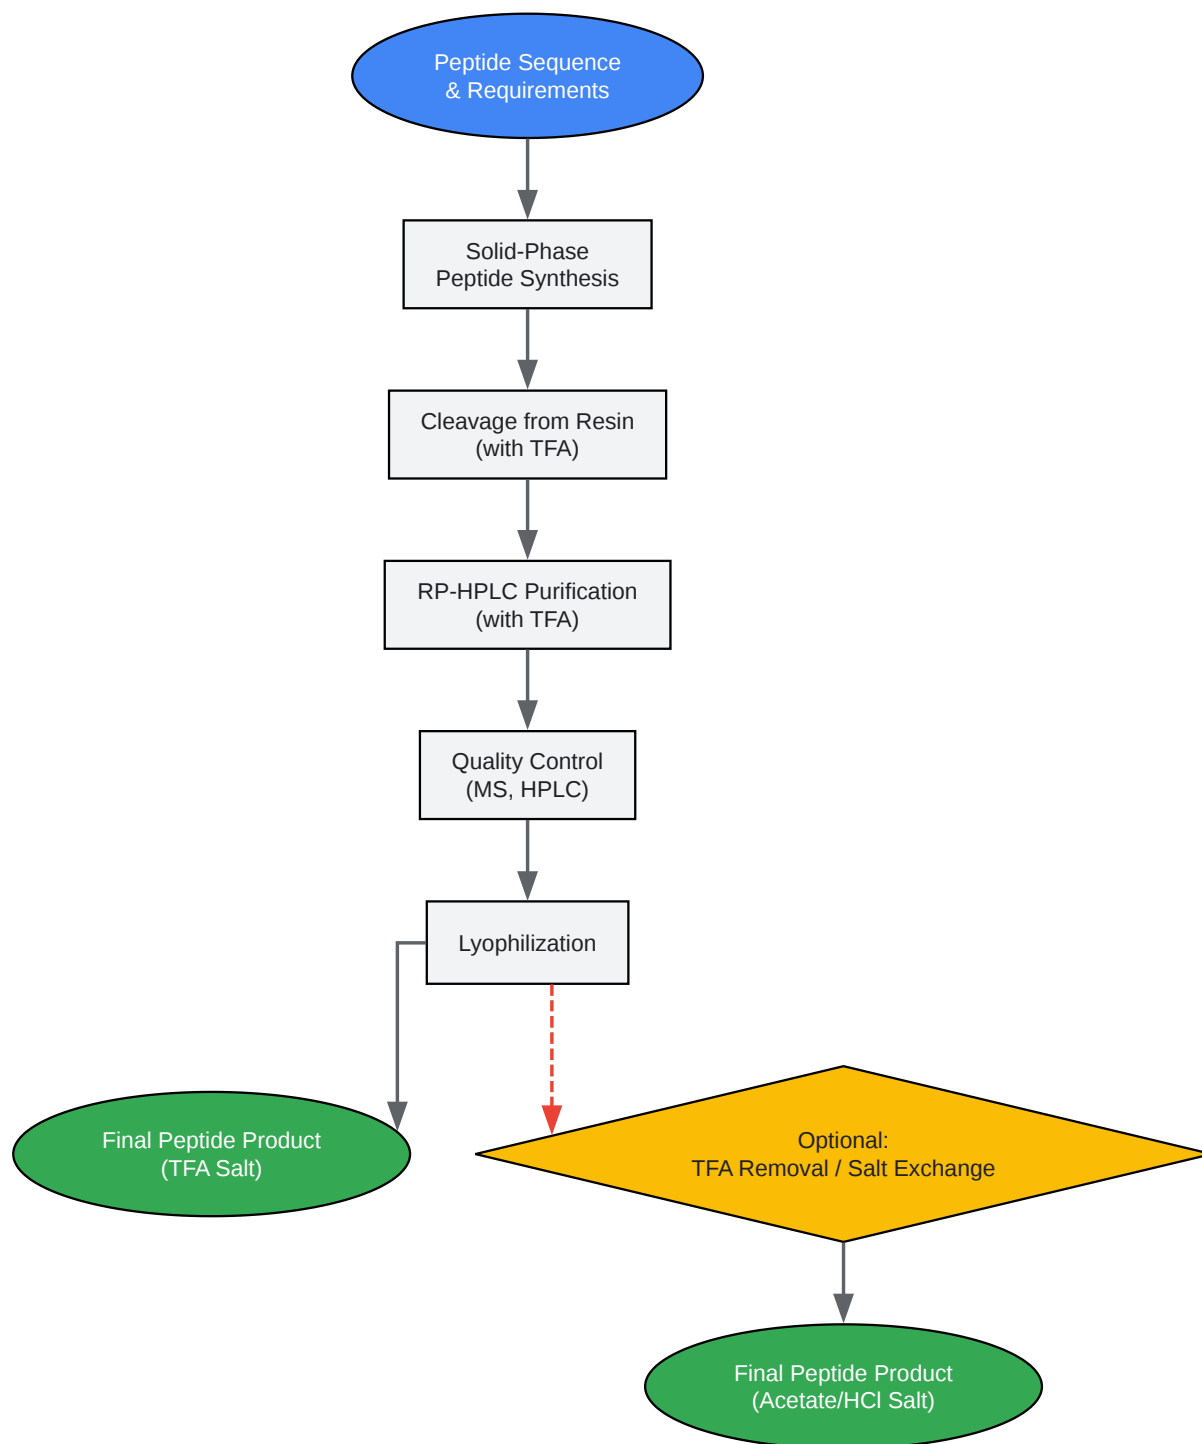 Peptide Sequence
& Requirements
Solid-Phase
Peptide Synthesis
Cleavage from Resin
(with TFA)
RP-HPLC Purification
(with TFA)
Quality Control
(MS, HPLC)
Lyophilization
Final Peptide Product
(TFA Salt)
Optional:
TFA Removal / Salt Exchange
Final Peptide Product
(Acetate/HCl Salt)